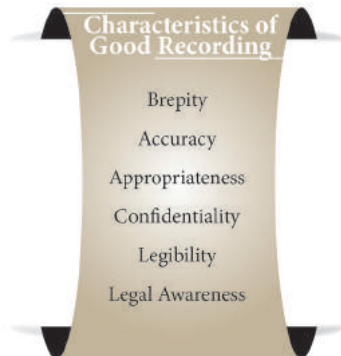 Characteristics of
Good Recording
Brepity
Accuracy
Appropriateness
Confidentiality
Legibility
Legal Awareness